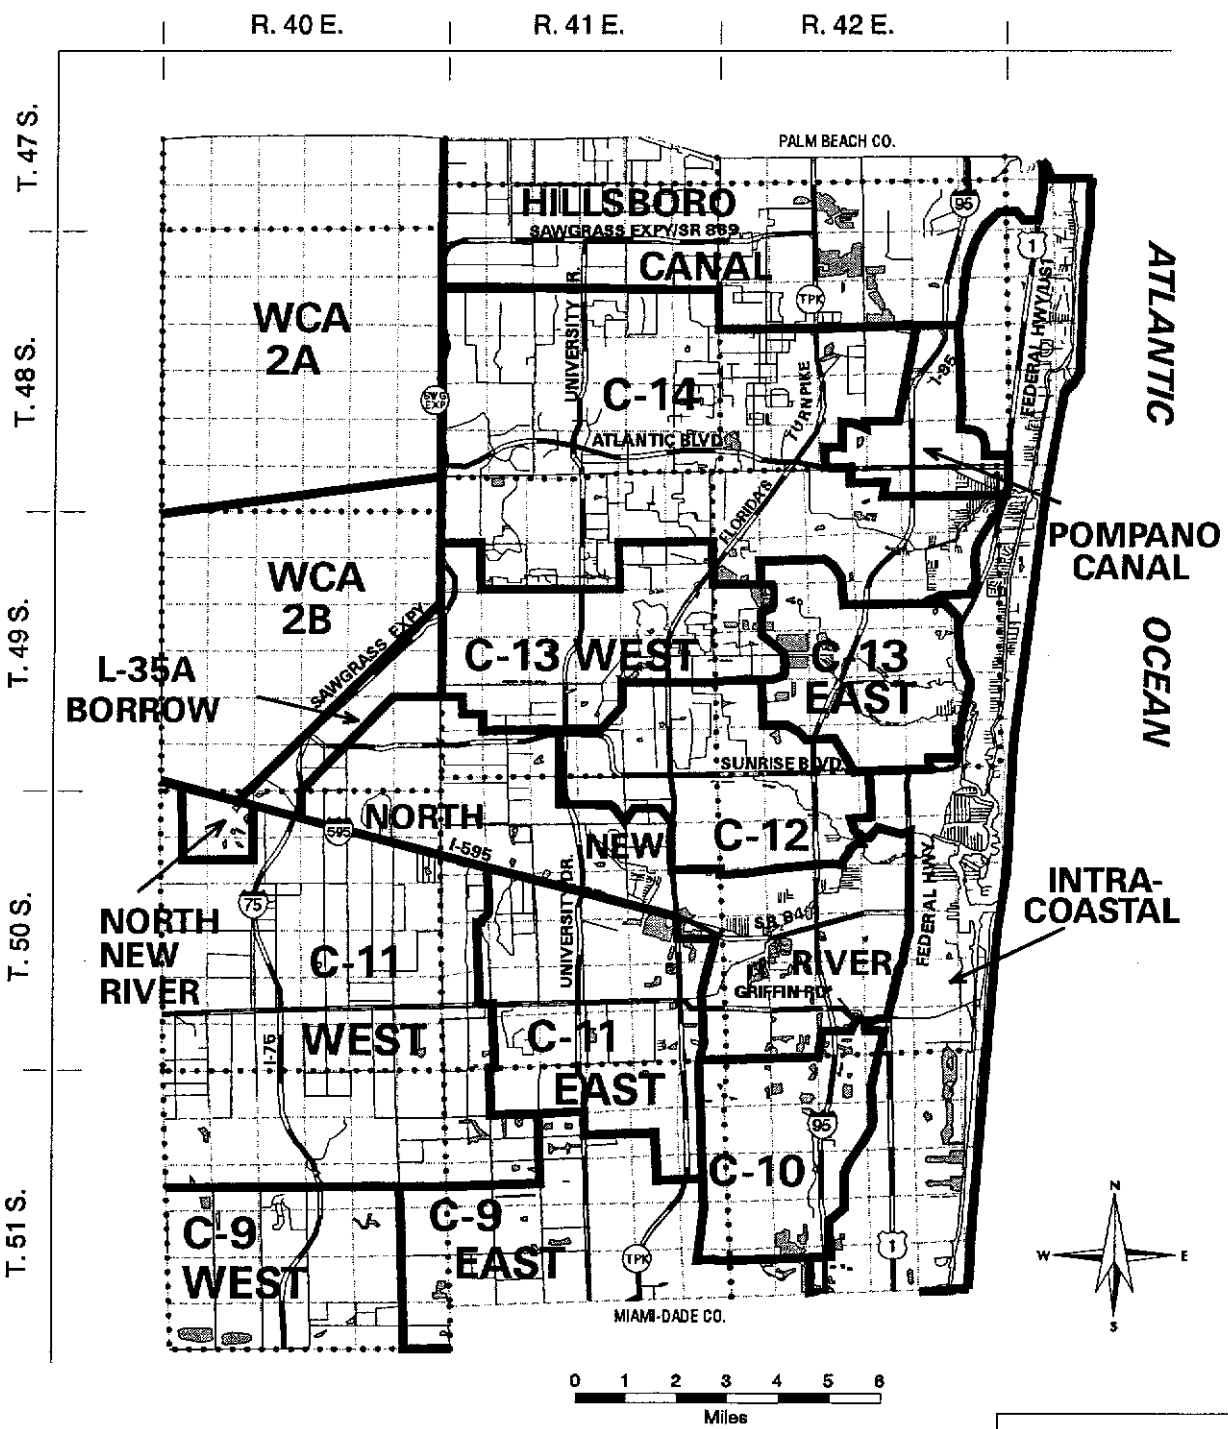 R. 40 E. R. 41 E. R. 42 E.
T. 47 S.
PALM BEACH CO.
HILLSBORO
95
SAWGRASS EXPY/SR 869
1
CANAL
ATLANTIC
UNIVERSITY DR.
TPK
WCA
2A
FEDERAL HWY/US1
T. 48 S.
I-95
C-14
SWG
EXP
TURNPIKE
ATLANTIC BLVD.
FLORIDA'S
POMPANO
CANAL
WCA
2B
OCEAN
T. 49 S.
SAWGRASS EXPY
C-13 WEST
C-13
EAST
L-35A
BORROW
SUNRISE BLVD.
NORTH
595
I-595
NEW
C-12
UNIVERSITY DR.
FEDERAL HWY
INTRA-
COASTAL
75
T. 50 S.
NORTH
NEW
RIVER
S.R. 84
C-11
RIVER
GRIFFIN RD
WEST
I-75
C-11
EAST
95
C-10
T. 51 S.
C-9
WEST
C-9
EAST
TPK
1
N
W E
S
MIAMI-DADE CO.
0 1 2 3 4 5 6
Miles